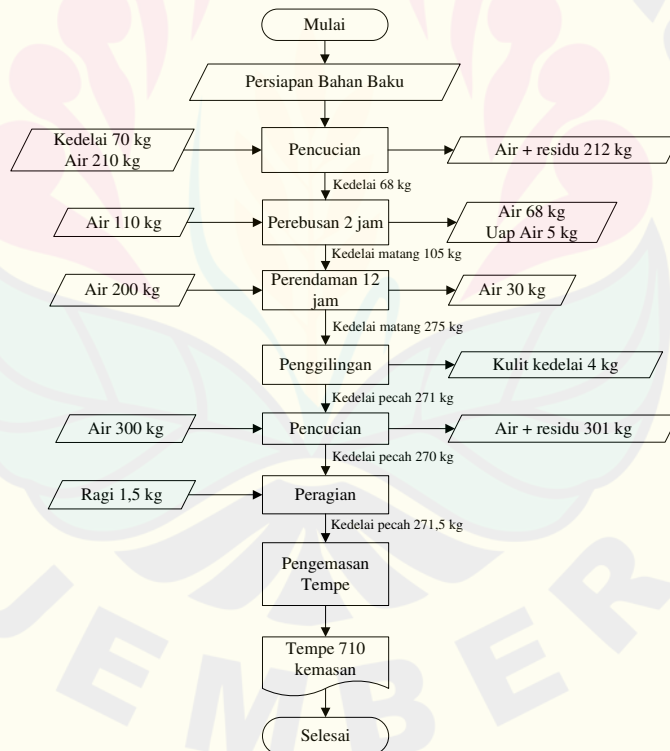 Mulai
Persiapan Bahan Baku
Kedelai 70 kg
Air 210 kg
Pencucian
Air + residu 212 kg
Kedelai 68 kg
Air 110 kg
Perebusan 2 jam
Air 68 kg
Uap Air 5 kg
Kedelai matang 105 kg
Air 200 kg
Perendaman 12
jam
Air 30 kg
Kedelai matang 275 kg
Penggilingan
Kulit kedelai 4 kg
Kedelai pecah 271 kg
Air 300 kg
Pencucian
Air + residu 301 kg
Kedelai pecah 270 kg
Ragi 1,5 kg
Peragian
Kedelai pecah 271,5 kg
Pengemasan
Tempe
Tempe 710
kemasan
Selesai
JEMBER